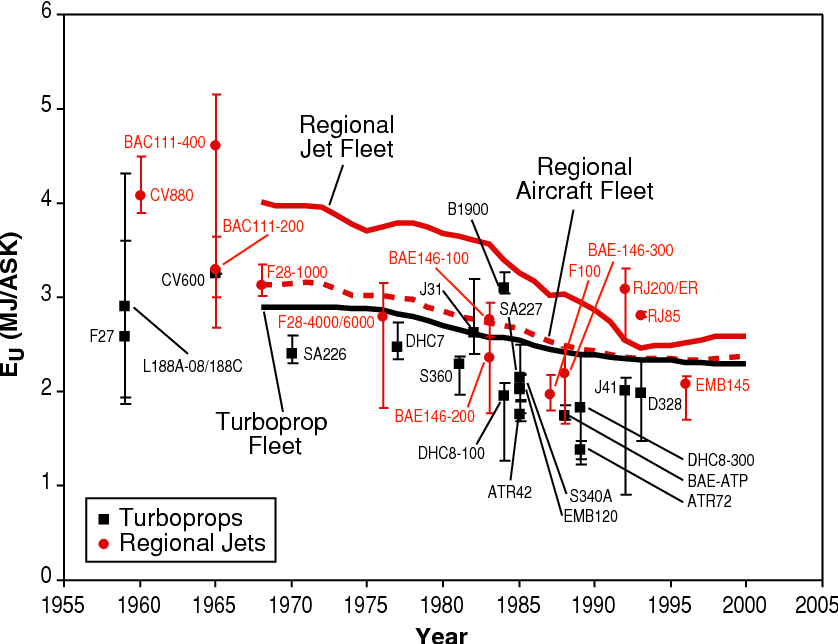 6
5
4
3
2
1
0
E_U (MJ/ASK)
1955 1960 1965 1970 1975 1980 1985 1990 1995 2000 2005
Year
Regional
Jet Fleet
Regional
Aircraft Fleet
Turboprop
Fleet
BAC111-400
CV880
BAC111-200
CV600
F27
L188A-08/188C
F28-1000
F28-4000/6000
SA226
DHC7
BAE146-100
J31
B1900
SA227
S360
BAE146-200
DHC8-100
ATR42
F100
BAE-146-300
RJ200/ER
RJ85
J41
D328
EMB145
DHC8-300
BAE-ATP
ATR72
S340A
EMB120
Turboprops
Regional Jets